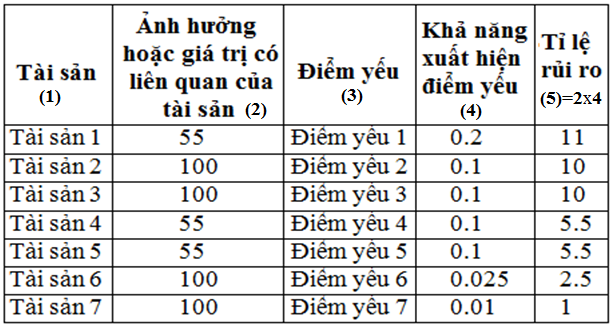 Tài sản (1) | Ảnh hưởng hoặc giá trị có liên quan của tài sản (2) | Điểm yếu (3) | Khả năng xuất hiện điểm yếu (4) | Tỉ lệ rủi ro (5)=2x4
Tài sản 1 | 55 | Điểm yếu 1 | 0.2 | 11
Tài sản 2 | 100 | Điểm yếu 2 | 0.1 | 10
Tài sản 3 | 100 | Điểm yếu 3 | 0.1 | 10
Tài sản 4 | 55 | Điểm yếu 4 | 0.1 | 5.5
Tài sản 5 | 55 | Điểm yếu 5 | 0.1 | 5.5
Tài sản 6 | 100 | Điểm yếu 6 | 0.025 | 2.5
Tài sản 7 | 100 | Điểm yếu 7 | 0.01 | 1